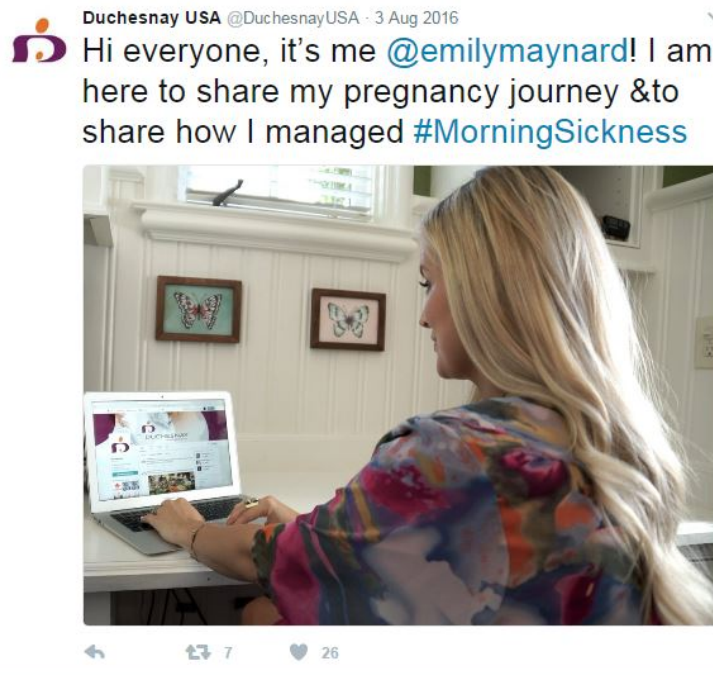 Duchesnay USA @DuchesnayUSA · 3 Aug 2016
Hi everyone, it's me @emilymaynard! I am
here to share my pregnancy journey &to
share how I managed #MorningSickness
DUCHESNAY
7 26